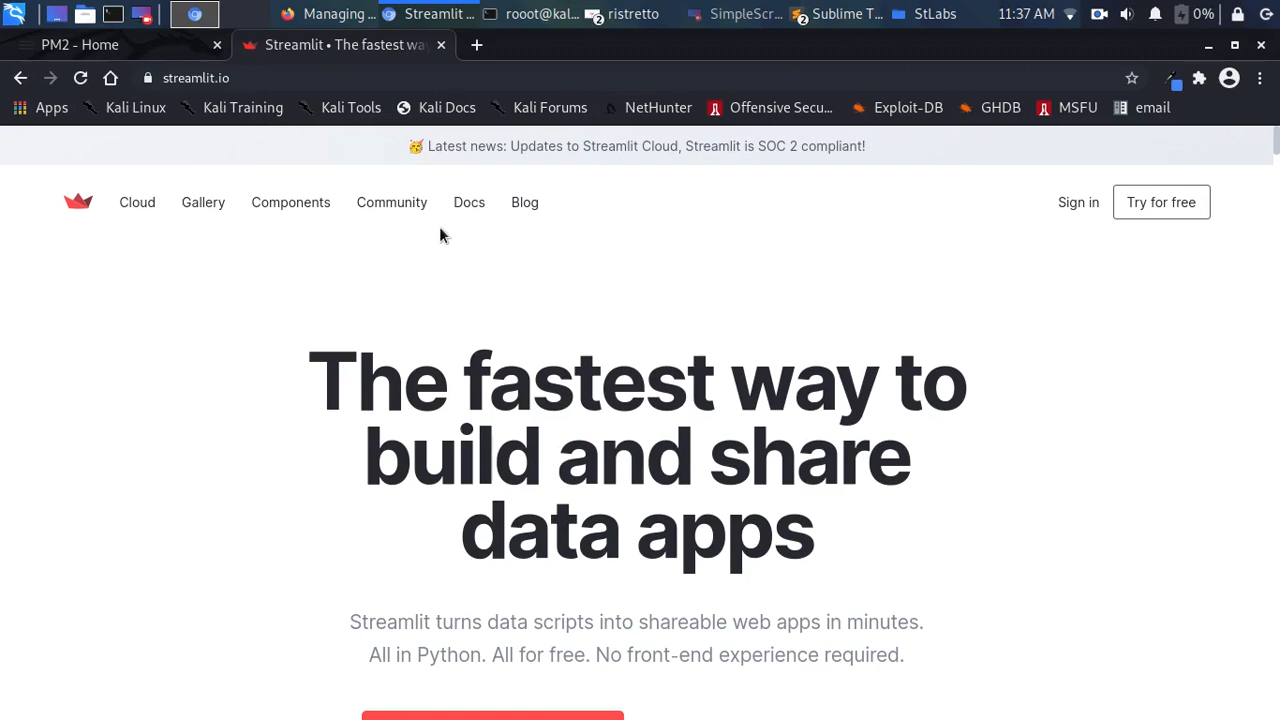 Managing ...
Streamlit ...
rooot@kal...
2
ristretto
SimpleScr...
2
Sublime T...
StLabs
11:37 AM
0%
PM2 - Home
Streamlit • The fastest wa
streamlit.io
Apps
Kali Linux
Kali Training
Kali Tools
Kali Docs
Kali Forums
NetHunter
Offensive Secu...
Exploit-DB
GHDB
MSFU
email
🥳 Latest news: Updates to Streamlit Cloud, Streamlit is SOC 2 compliant!
Cloud
Gallery
Components
Community
Docs
Blog
Sign in
Try for free
The fastest way to
build and share
data apps
Streamlit turns data scripts into shareable web apps in minutes.
All in Python. All for free. No front-end experience required.